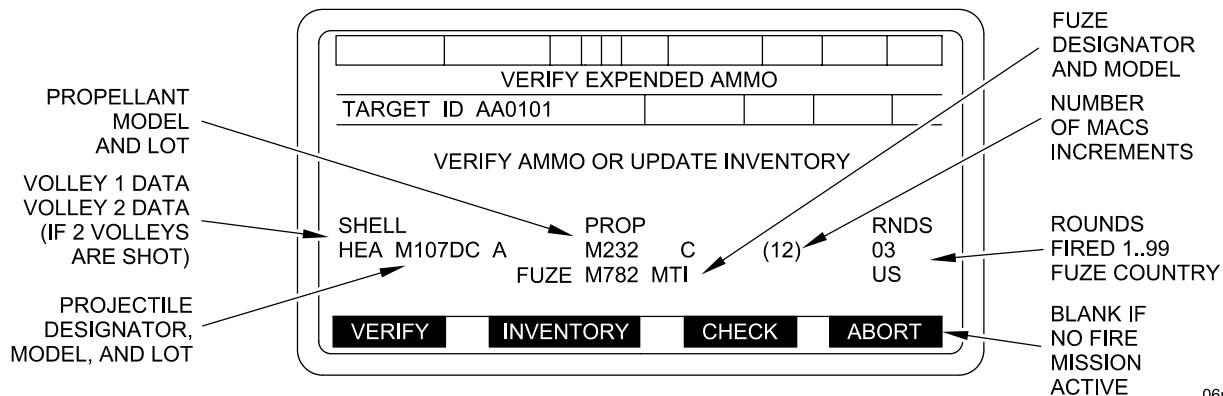 PROPELLANT
MODEL
AND LOT
VOLLEY 1 DATA
VOLLEY 2 DATA
(IF 2 VOLLEYS
ARE SHOT)
PROJECTILE
DESIGNATOR,
MODEL, AND LOT
VERIFY EXPENDED AMMO
TARGET ID AA0101
VERIFY AMMO OR UPDATE INVENTORY
SHELL PROP RNDS
HEA M107DC A M232 C (12) 03
FUZE M782 MTI US
VERIFY INVENTORY CHECK ABORT
FUZE
DESIGNATOR
AND MODEL
NUMBER
OF MACS
INCREMENTS
ROUNDS
FIRED 1..99
FUZE COUNTRY
BLANK IF
NO FIRE
MISSION
ACTIVE